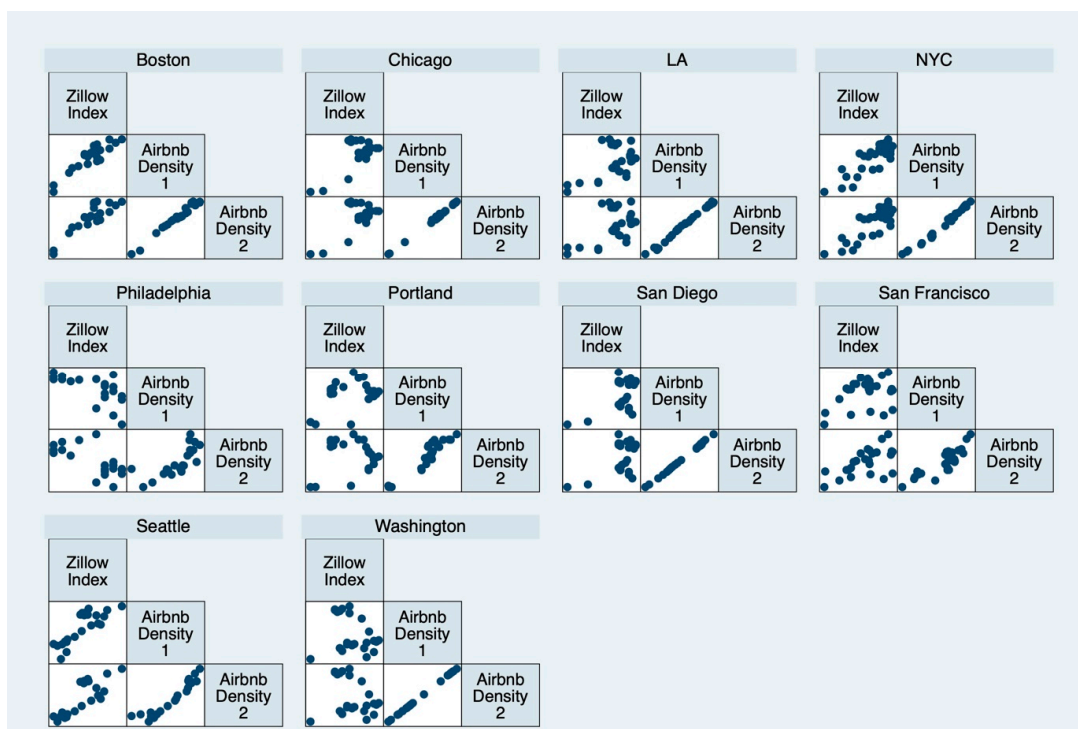 Boston
Zillow
Index
Airbnb
Density
1
Airbnb
Density
2
Chicago
Zillow
Index
Airbnb
Density
1
Airbnb
Density
2
LA
Zillow
Index
Airbnb
Density
1
Airbnb
Density
2
NYC
Zillow
Index
Airbnb
Density
1
Airbnb
Density
2
Philadelphia
Zillow
Index
Airbnb
Density
1
Airbnb
Density
2
Portland
Zillow
Index
Airbnb
Density
1
Airbnb
Density
2
San Diego
Zillow
Index
Airbnb
Density
1
Airbnb
Density
2
San Francisco
Zillow
Index
Airbnb
Density
1
Airbnb
Density
2
Seattle
Zillow
Index
Airbnb
Density
1
Airbnb
Density
2
Washington
Zillow
Index
Airbnb
Density
1
Airbnb
Density
2